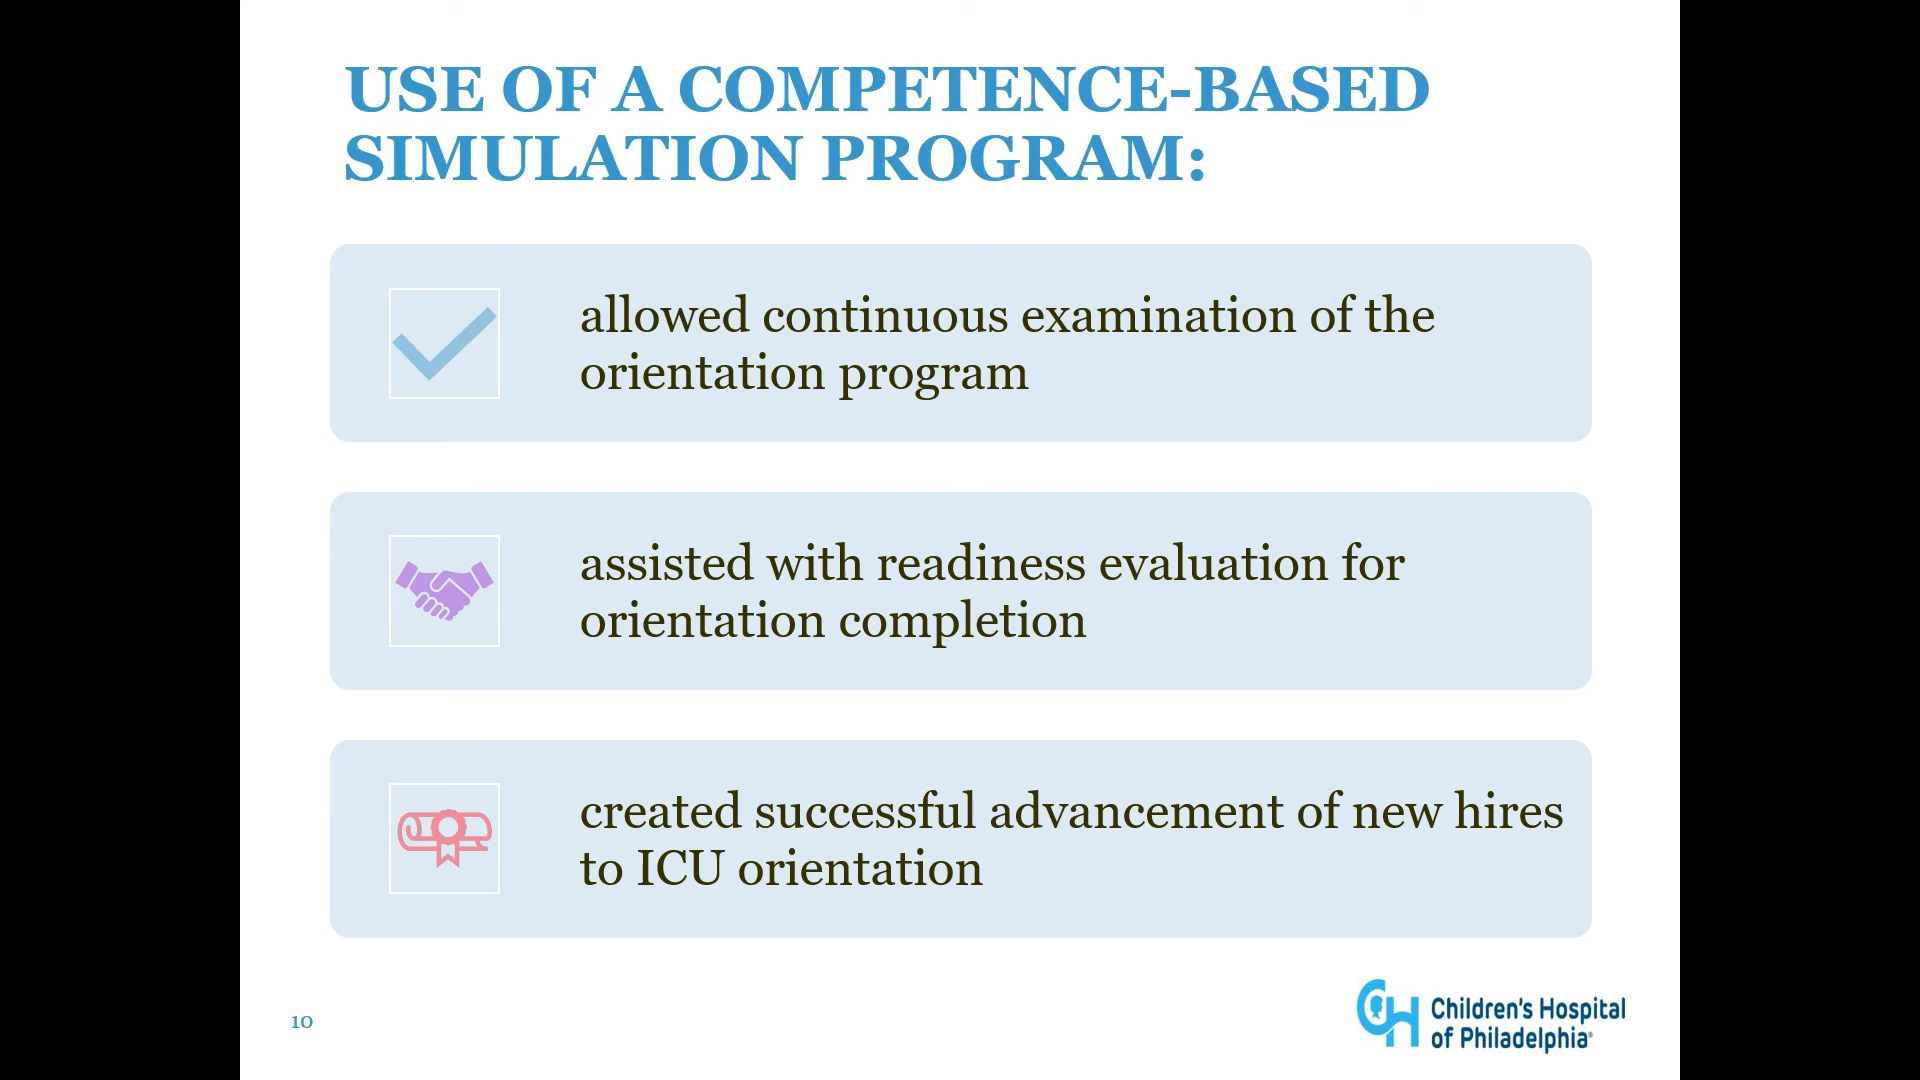 USE OF A COMPETENCE-BASED
SIMULATION PROGRAM:
allowed continuous examination of the
orientation program
assisted with readiness evaluation for
orientation completion
created successful advancement of new hires
to ICU orientation
10
Children's Hospital
of Philadelphia®